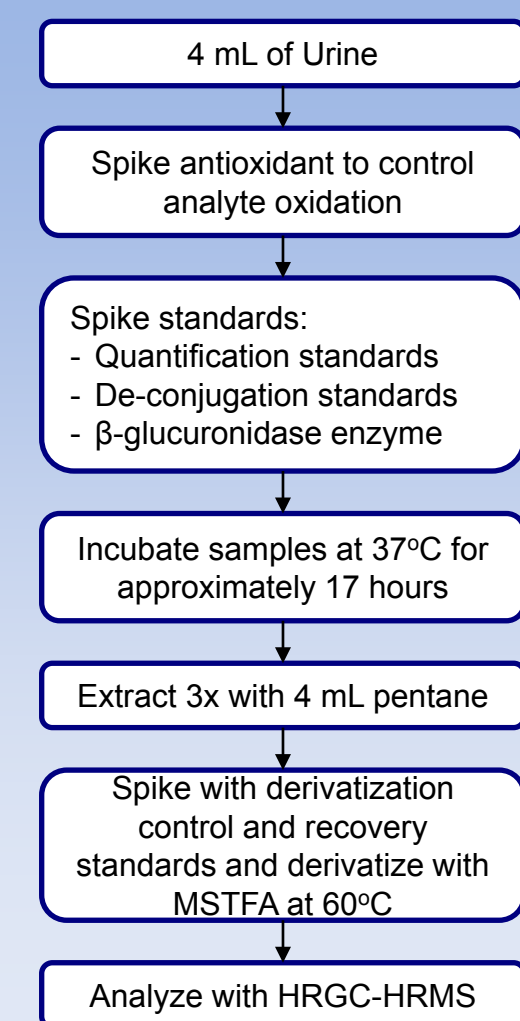 4 mL of Urine
Spike antioxidant to control
analyte oxidation
Spike standards:
- Quantification standards
- De-conjugation standards
- β-glucuronidase enzyme
Incubate samples at 37ºC for
approximately 17 hours
Extract 3x with 4 mL pentane
Spike with derivatization
control and recovery
standards and derivatize with
MSTFA at 60ºC
Analyze with HRGC-HRMS